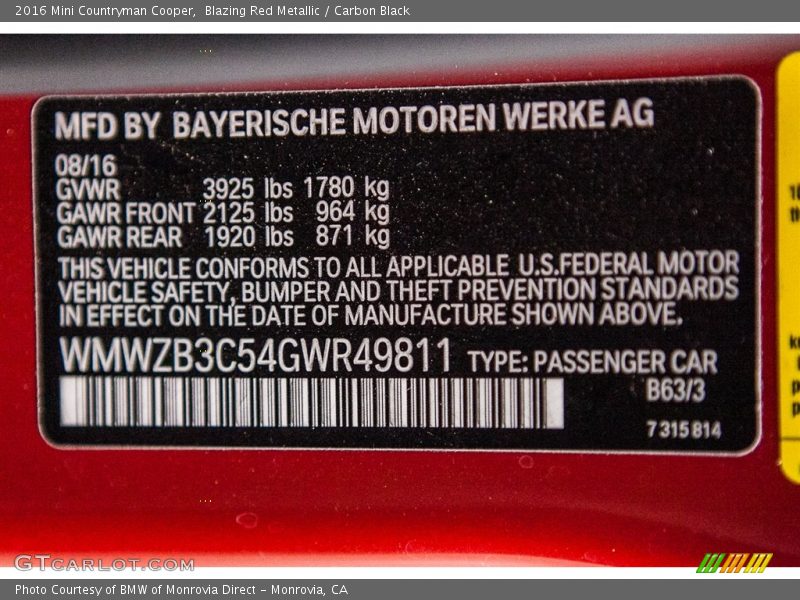 2016 Mini Countryman Cooper,  Blazing Red Metallic / Carbon Black
MFD BY BAYERISCHE MOTOREN WERKE AG
08/16
GVWR 3925 lbs 1780 kg
GAWR FRONT 2125 lbs 964 kg
GAWR REAR 1920 lbs 871 kg
THIS VEHICLE CONFORMS TO ALL APPLICABLE U.S.FEDERAL MOTOR
VEHICLE SAFETY, BUMPER AND THEFT PREVENTION STANDARDS
IN EFFECT ON THE DATE OF MANUFACTURE SHOWN ABOVE.
WMWZB3C54GWR49811 TYPE: PASSENGER CAR
B63/3
7 315 814
GTCARLOT.COM
Photo Courtesy of BMW of Monrovia Direct - Monrovia, CA